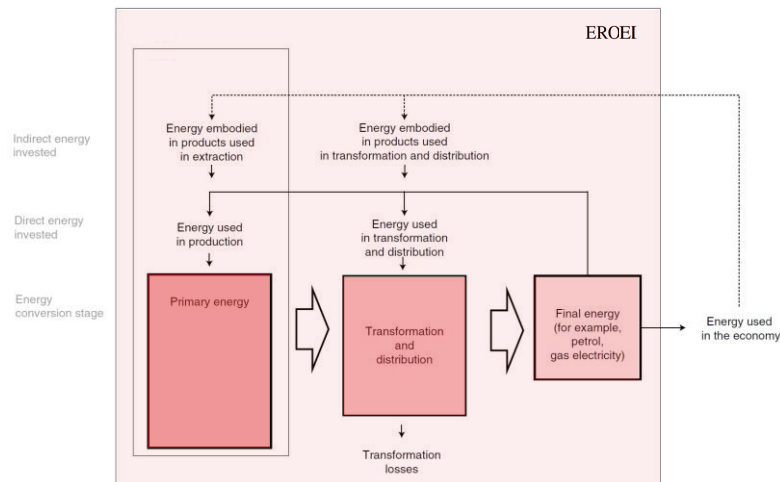 EROEI
Indirect energy
invested
Energy embodied
in products used
in extraction
Energy embodied
in products used
in transformation and distribution
Direct energy
invested
Energy used
in production
Energy used
in transformation
and distribution
Energy
conversion stage
Primary energy
Transformation
and
distribution
Final energy
(for example,
petrol,
gas electricity)
Energy used
in the economy
Transformation
losses